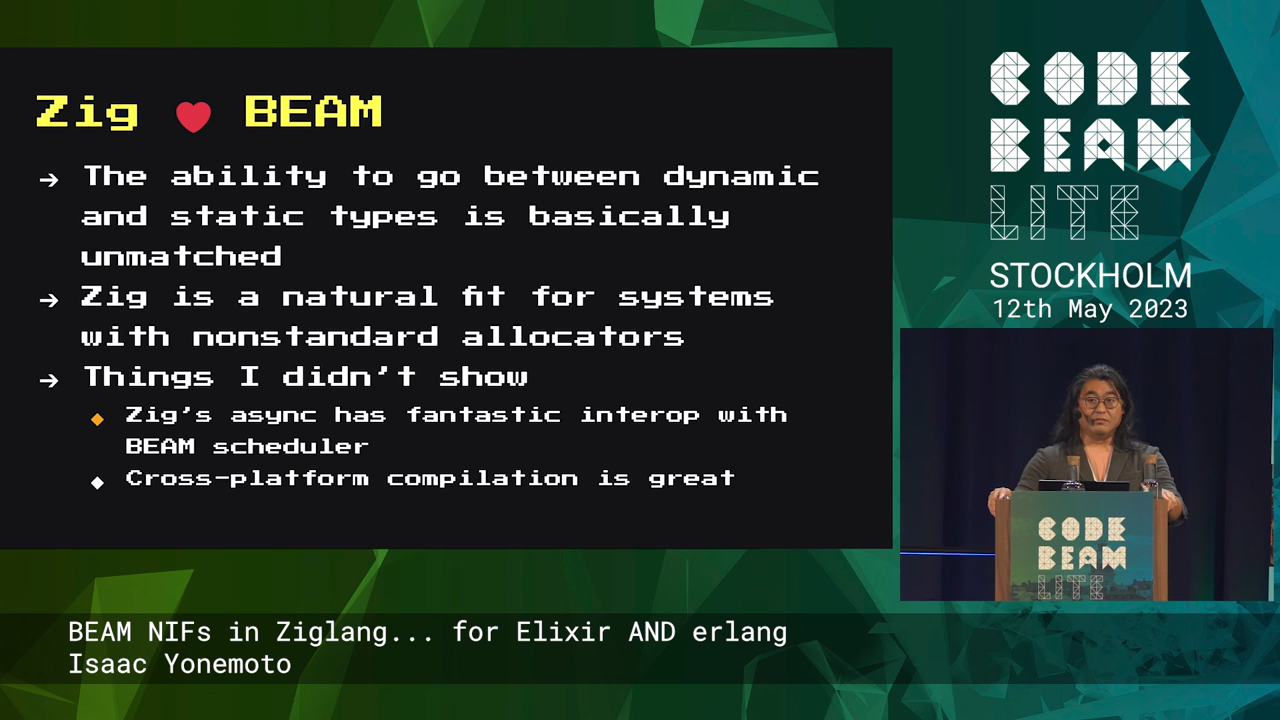 Zig ❤️ BEAM
→ The ability to go between dynamic
and static types is basically
unmatched
→ Zig is a natural fit for systems
with nonstandard allocators
→ Things I didn't show
◆ Zig's async has fantastic interop with
BEAM scheduler
◆ Cross-platform compilation is great
CODE
BEAM
LITE
STOCKHOLM
12th May 2023
CODE
BEAM
LITE
BEAM NIFs in Ziglang... for Elixir AND erlang
Isaac Yonemoto